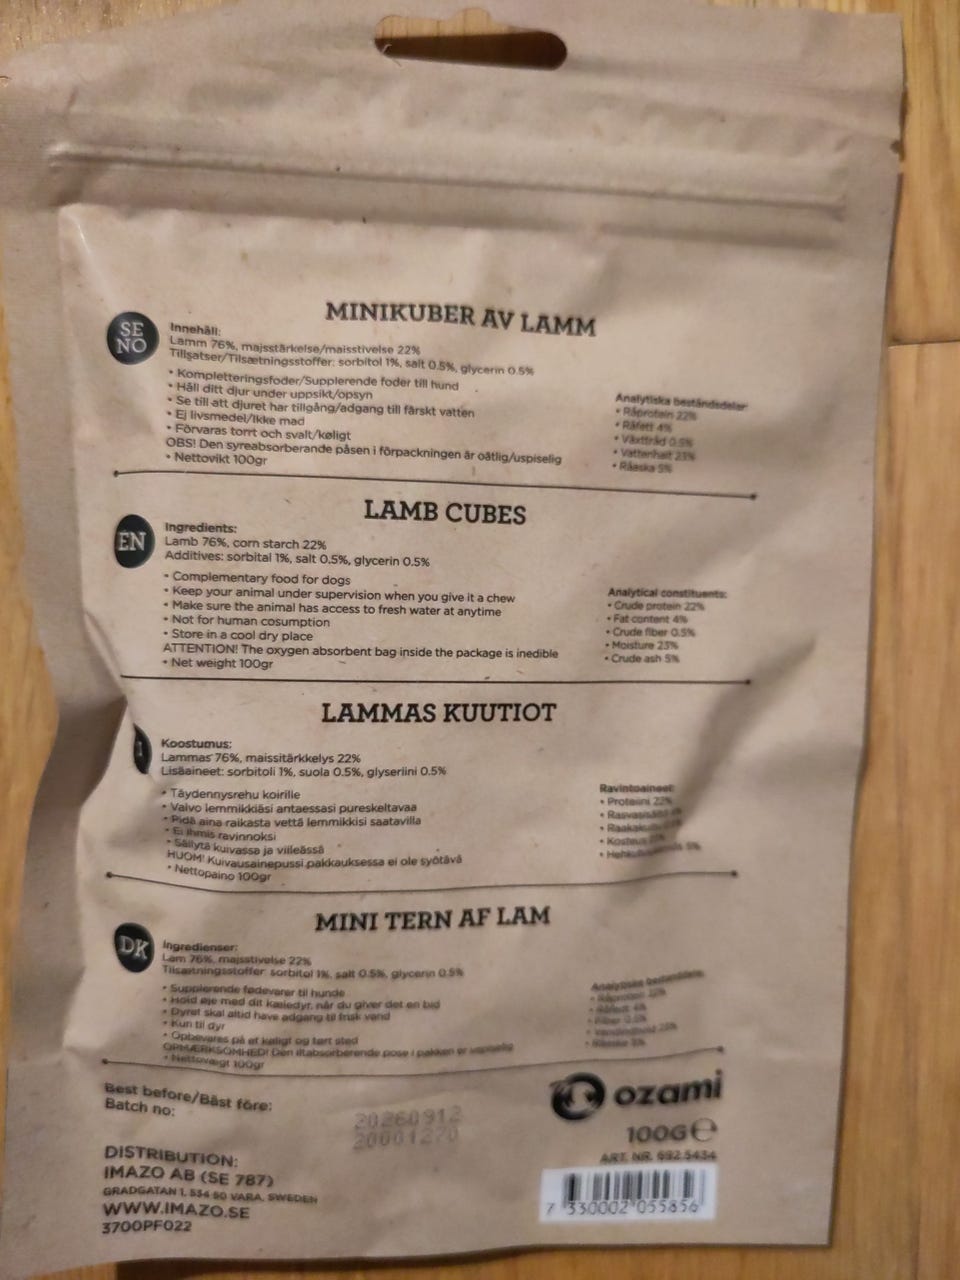 MINIKUBER AV LAMM
SE
NO
Innehåll:
Lamm 76%, majsstärkelse/maisstivelse 22%
Tillsatser/Tilsætningsstoffer: sorbitol 1%, salt 0.5%, glycerin 0.5%
• Kompletteringsfoder/Supplerende foder till hund
• Håll ditt djur under uppsikt/opsyn
• Se till att djuret har tillgång/adgang till färskt vatten
• Ej livsmedel/Ikke mad
• Förvaras torrt och svalt/køligt
OBS! Den syreabsorberande påsen i förpackningen är oätlig/uspiselig
• Nettovikt 100gr
Analytiska beståndsdelar:
• Råprotein 22%
• Råfett 4%
• Växttråd 0.5%
• Vattenhalt 23%
• Råaska 5%
LAMB CUBES
EN
Ingredients:
Lamb 76%, corn starch 22%
Additives: sorbital 1%, salt 0.5%, glycerin 0.5%
• Complementary food for dogs
• Keep your animal under supervision when you give it a chew
• Make sure the animal has access to fresh water at anytime
• Not for human cosumption
• Store in a cool dry place
ATTENTION! The oxygen absorbent bag inside the package is inedible
• Net weight 100gr
Analytical constituents:
• Crude protein 22%
• Fat content 4%
• Crude fiber 0.5%
• Moisture 23%
• Crude ash 5%
LAMMAS KUUTIOT
Koostumus:
Lammas 76%, maissitärkkelys 22%
Lisäaineet: sorbitoli 1%, suola 0.5%, glyseriini 0.5%
• Täydennysrehu koirille
• Valvo lemmikkiäsi antaessasi pureskeltavaa
• Pidä aina raikasta vettä lemmikkisi saatavilla
• Ei ihmis ravinnoksi
• Säilytä kuivassa ja viileässä
HUOM! Kuivausainepussi pakkauksessa ei ole syötävä
• Nettopaino 100gr
Ravintoaineet:
• Proteiini 22%
• Kosteus
5%
MINI TERN AF LAM
DK
Ingredienser:
Lam 76%, majsstivelse 22%
Tilsætningsstoffer: sorbitol 1%, salt 0.5%, glycerin 0.5%
• Supplerende fødevarer til hunde
• Hold øje med dit kæledyr, når du giver det en bid
• Dyret skal altid have adgang til frisk vand
• Kun til dyr
• Opbevares på et køligt og tørt sted
OPMÆRKSOMHED! Den iltabsorberende pose i pakken er uspiselig
• Nettovægt 100gr
Best before/Bäst före:
Batch no:
20260912
20001270
DISTRIBUTION:
IMAZO AB (SE 787)
GRADGATAN 1, 534 50 VARA, SWEDEN
WWW.IMAZO.SE
3700PF022
ozami
100G e
ART. NR. 692.5434
7 330002 055856